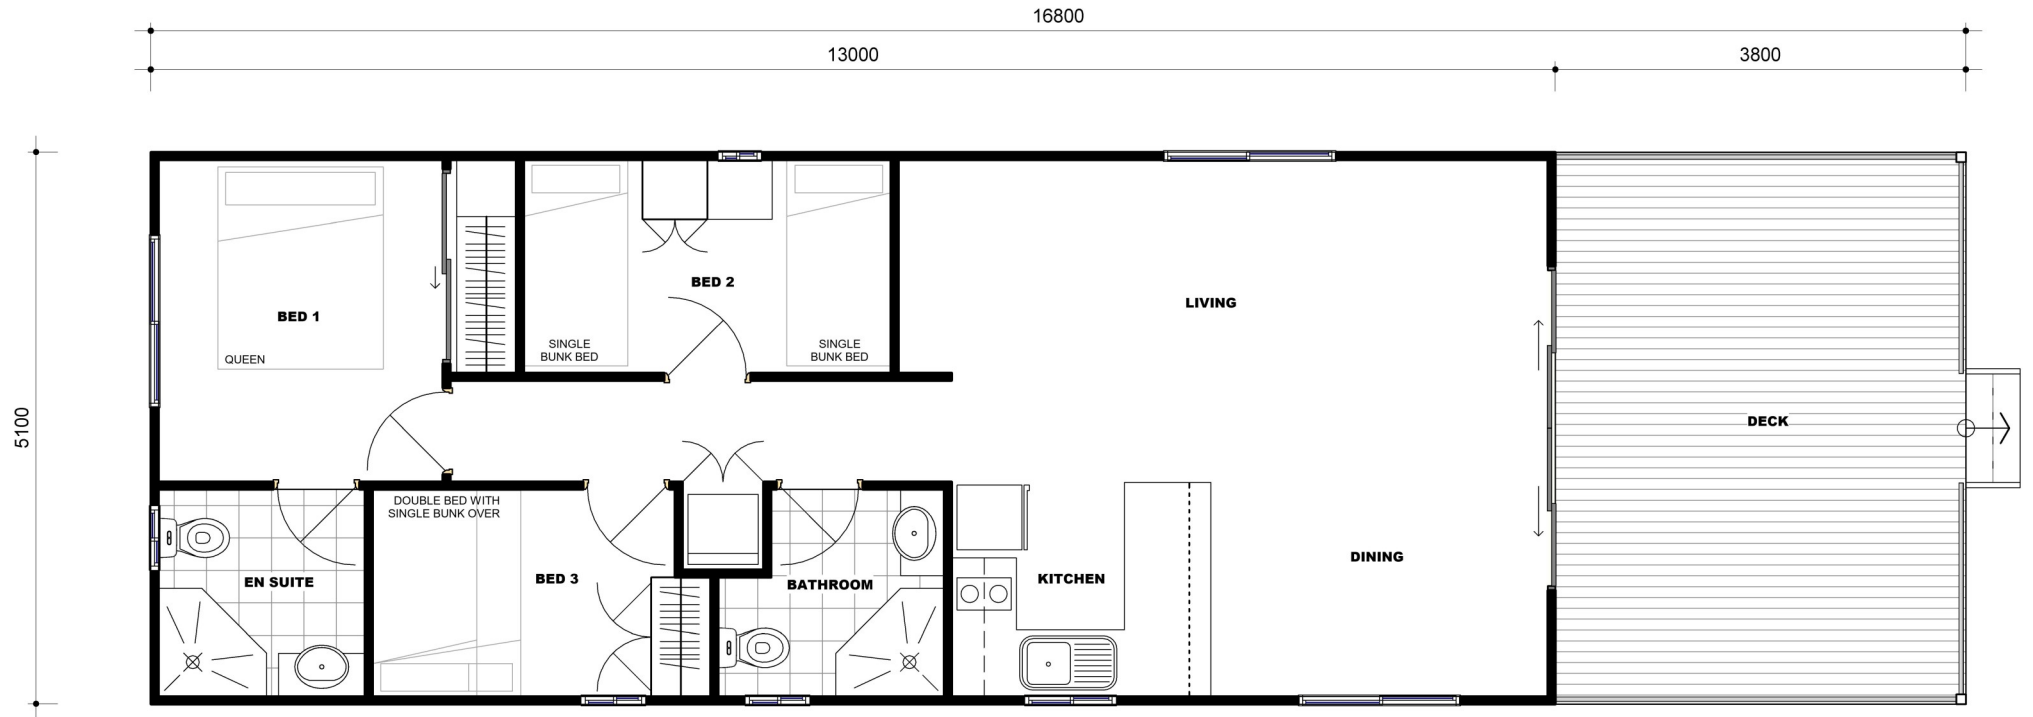 16800
13000
3800
5100
BED 1
QUEEN
BED 2
SINGLE
BUNK BED
SINGLE
BUNK BED
LIVING
DECK
DOUBLE BED WITH
SINGLE BUNK OVER
EN SUITE
BED 3
BATHROOM
KITCHEN
DINING